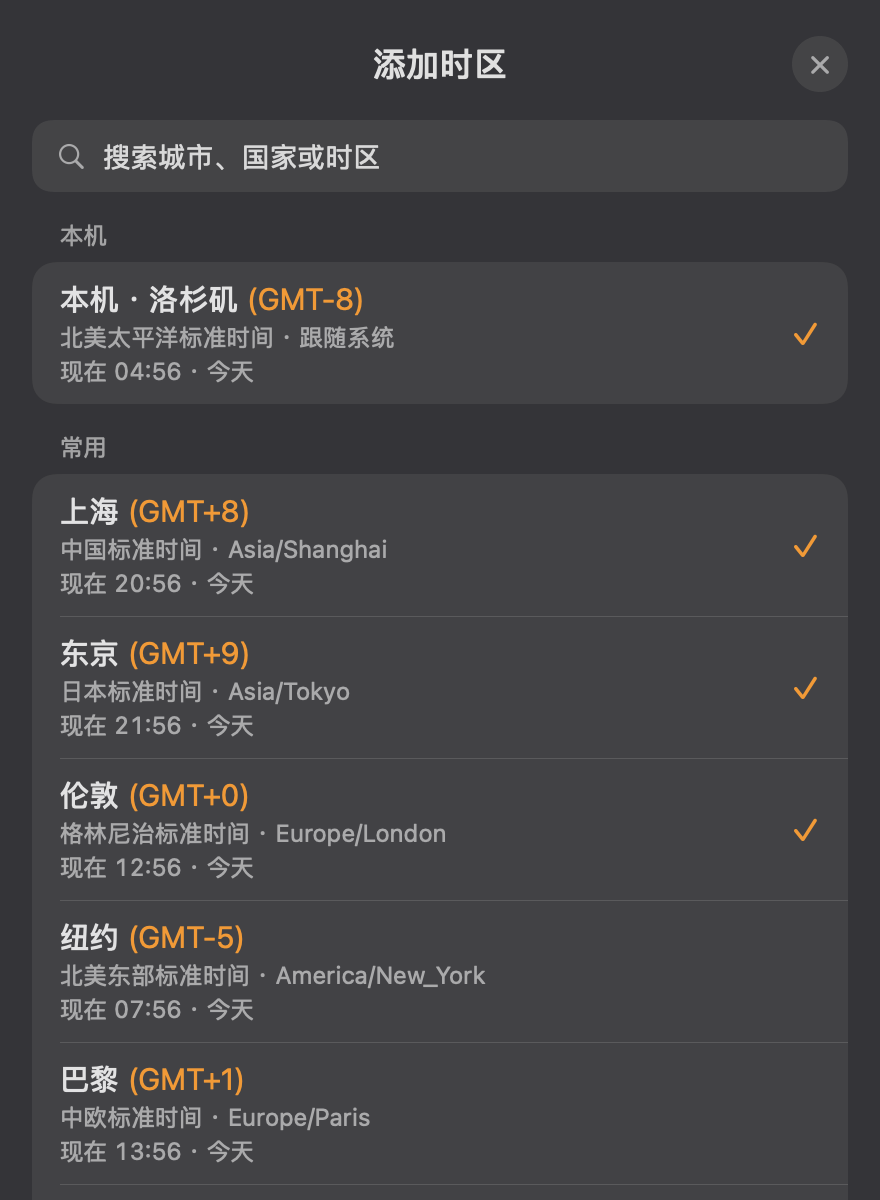 添加时区
搜索城市、国家或时区
本机
本机 · 洛杉矶 (GMT-8)
北美太平洋标准时间 · 跟随系统
现在 04:56 · 今天
常用
上海 (GMT+8)
中国标准时间 · Asia/Shanghai
现在 20:56 · 今天
东京 (GMT+9)
日本标准时间 · Asia/Tokyo
现在 21:56 · 今天
伦敦 (GMT+0)
格林尼治标准时间 · Europe/London
现在 12:56 · 今天
纽约 (GMT-5)
北美东部标准时间 · America/New_York
现在 07:56 · 今天
巴黎 (GMT+1)
中欧标准时间 · Europe/Paris
现在 13:56 · 今天